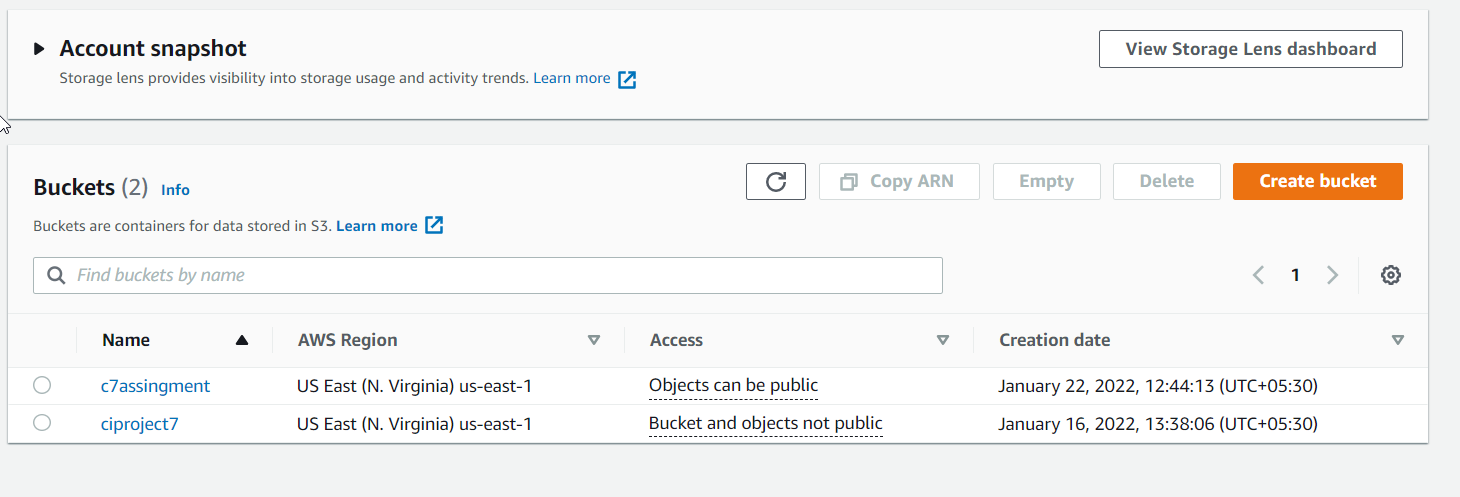 Account snapshot
View Storage Lens dashboard
Storage lens provides visibility into storage usage and activity trends. Learn more
Buckets (2) Info
Copy ARN
Empty
Delete
Create bucket
Buckets are containers for data stored in S3. Learn more
Find buckets by name
1
Name AWS Region Access Creation date
c7assingment US East (N. Virginia) us-east-1 Objects can be public January 22, 2022, 12:44:13 (UTC+05:30)
ciproject7 US East (N. Virginia) us-east-1 Bucket and objects not public January 16, 2022, 13:38:06 (UTC+05:30)